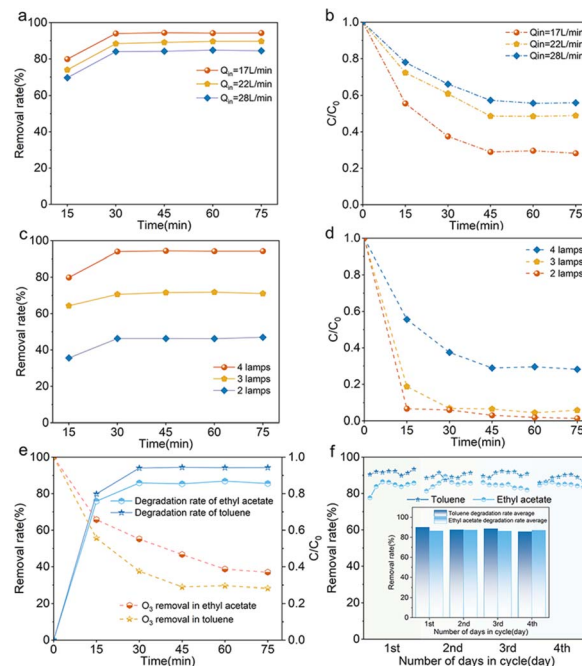 a
100
80
60
40
20
0
Removal rate(%)
Qin=17L/min
Qin=22L/min
Qin=28L/min
15 30 45 60 75
Time(min)
b
1.0
0.8
0.6
0.4
0.2
0.0
C/C0
Qin=17L/min
Qin=22L/min
Qin=28L/min
0 15 30 45 60 75
Time(min)
c
100
80
60
40
20
0
Removal rate(%)
4 lamps
3 lamps
2 lamps
15 30 45 60 75
Time(min)
d
1.0
0.8
0.6
0.4
0.2
0.0
C/C0
4 lamps
3 lamps
2 lamps
0 15 30 45 60 75
Time(min)
e
100
80
60
40
20
0
Removal rate(%)
Degradation rate of ethyl acetate
Degradation rate of toluene
O3 removal in ethyl acetate
O3 removal in toluene
1.0
0.8
0.6
0.4
0.2
0.0
C/C0
0 15 30 45 60 75
Time(min)
f
100
80
60
40
20
0
Removal rate(%)
Toluene Ethyl acetate
Toluene degradation rate average
Ethyl acetate degradation rate average
100
80
60
40
20
0
Removal rate(%)
1st 2nd 3rd 4th
Number of days in cycle(day)
1st 2nd 3rd 4th
Number of days in cycle(day)